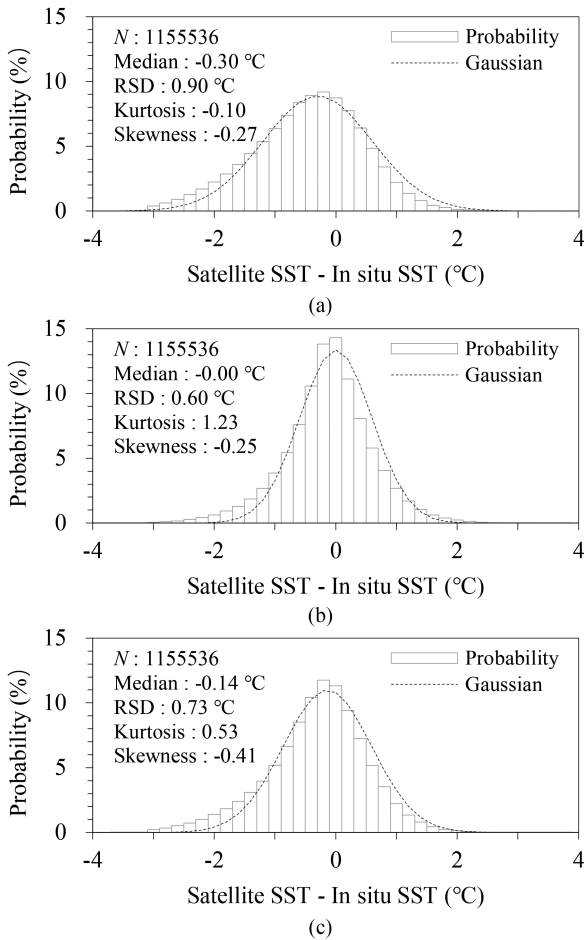 15
N : 1155536
Probability
Median : -0.30 ℃
Gaussian
RSD : 0.90 ℃
10
Kurtosis : -0.10
Skewness : -0.27
Probability (%)
5
0
-4 -2 0 2 4
Satellite SST - In situ SST (℃)
(a)
15
N : 1155536
Probability
Median : -0.00 ℃
Gaussian
RSD : 0.60 ℃
10
Kurtosis : 1.23
Skewness : -0.25
Probability (%)
5
0
-4 -2 0 2 4
Satellite SST - In situ SST (℃)
(b)
15
N : 1155536
Probability
Median : -0.14 ℃
Gaussian
RSD : 0.73 ℃
10
Kurtosis : 0.53
Skewness : -0.41
Probability (%)
5
0
-4 -2 0 2 4
Satellite SST - In situ SST (℃)
(c)